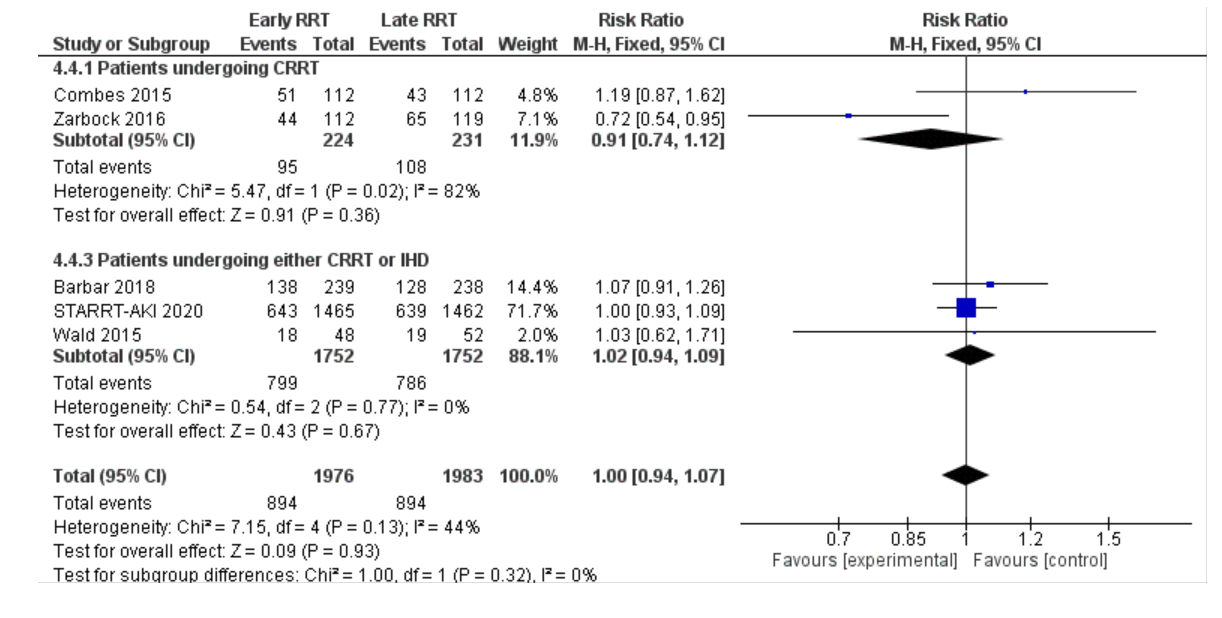 Early RRT Late RRT Risk Ratio Risk Ratio
Study or Subgroup Events Total Events Total Weight M-H, Fixed, 95% CI M-H, Fixed, 95% CI
4.4.1 Patients undergoing CRRT
Combes 2015 51 112 43 112 4.8% 1.19 [0.87, 1.62]
Zarbock 2016 44 112 65 119 7.1% 0.72 [0.54, 0.95]
Subtotal (95% CI) 224 231 11.9% 0.91 [0.74, 1.12]
Total events 95 108
Heterogeneity: Chi² = 5.47, df = 1 (P = 0.02); I² = 82%
Test for overall effect: Z = 0.91 (P = 0.36)
4.4.3 Patients undergoing either CRRT or IHD
Barbar 2018 138 239 128 238 14.4% 1.07 [0.91, 1.26]
STARRT-AKI 2020 643 1465 639 1462 71.7% 1.00 [0.93, 1.09]
Wald 2015 18 48 19 52 2.0% 1.03 [0.62, 1.71]
Subtotal (95% CI) 1752 1752 88.1% 1.02 [0.94, 1.09]
Total events 799 786
Heterogeneity: Chi² = 0.54, df = 2 (P = 0.77); I² = 0%
Test for overall effect: Z = 0.43 (P = 0.67)
Total (95% CI) 1976 1983 100.0% 1.00 [0.94, 1.07]
Total events 894 894
Heterogeneity: Chi² = 7.15, df = 4 (P = 0.13); I² = 44%
Test for overall effect: Z = 0.09 (P = 0.93)
Test for subgroup differences: Chi² = 1.00, df = 1 (P = 0.32), I² = 0%
0.7 0.85 1 1.2 1.5
Favours [experimental] Favours [control]